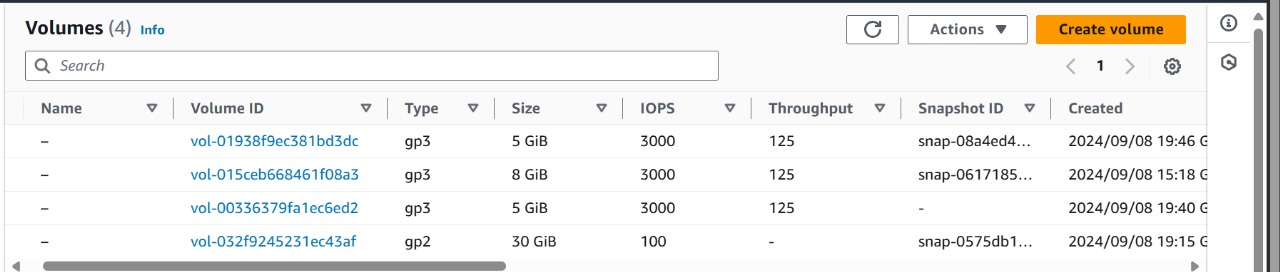 Volumes (4) Info
Actions
Create volume
Search
1
Name Volume ID Type Size IOPS Throughput Snapshot ID Created
– vol-01938f9ec381bd3dc gp3 5 GiB 3000 125 snap-08a4ed4... 2024/09/08 19:46 G
– vol-015ceb668461f08a3 gp3 8 GiB 3000 125 snap-0617185... 2024/09/08 15:18 G
– vol-00336379fa1ec6ed2 gp3 5 GiB 3000 125 - 2024/09/08 19:40 G
– vol-032f9245231ec43af gp2 30 GiB 100 - snap-0575db1... 2024/09/08 19:15 G